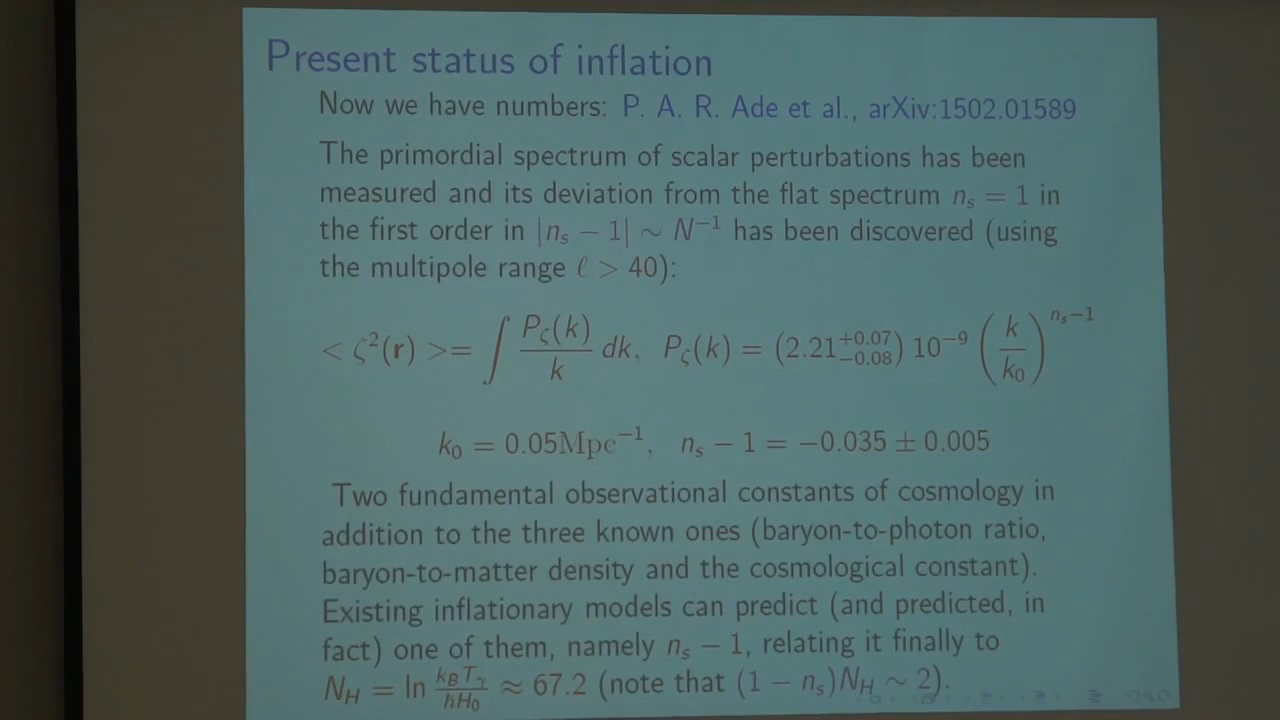 Present status of inflation
Now we have numbers: P. A. R. Ade et al., arXiv:1502.01589
The primordial spectrum of scalar perturbations has been
measured and its deviation from the flat spectrum n_s = 1 in
the first order in |n_s − 1| ∼ N^{−1} has been discovered (using
the multipole range ℓ > 40):
< ζ²(r) >= ∫ P_ζ(k)/k dk, P_ζ(k) = (2.21^{+0.07}_{−0.08}) 10^{−9} (k/k_0)^{n_s−1}
k_0 = 0.05Mpc^{−1}, n_s − 1 = −0.035 ± 0.005
Two fundamental observational constants of cosmology in
addition to the three known ones (baryon-to-photon ratio,
baryon-to-matter density and the cosmological constant).
Existing inflationary models can predict (and predicted, in
fact) one of them, namely n_s − 1, relating it finally to
N_H = ln k_B T_γ/ħH_0 ≈ 67.2 (note that (1 − n_s)N_H ∼ 2).